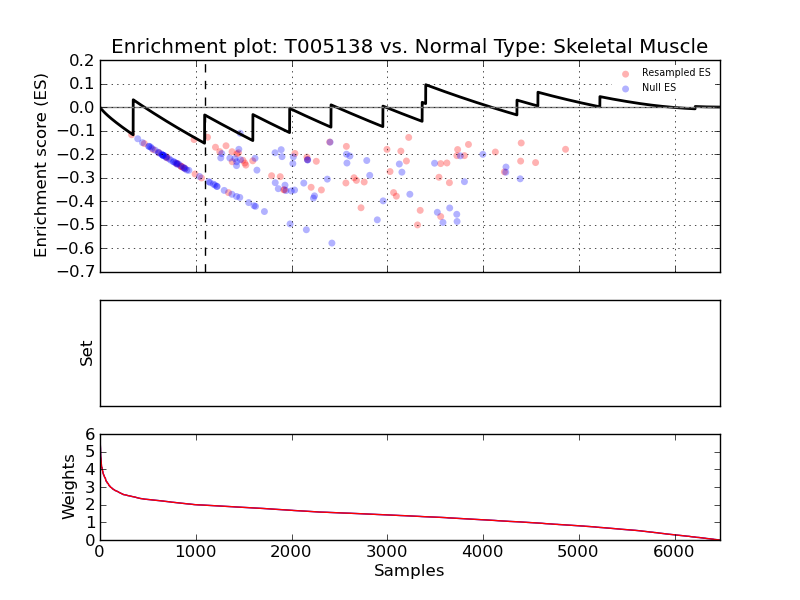 Enrichment plot: T005138 vs. Normal Type: Skeletal Muscle
Enrichment score (ES)
0.2
0.1
0.0
−0.1
−0.2
−0.3
−0.4
−0.5
−0.6
−0.7
Resampled ES
Null ES
Set
Weights
6
5
4
3
2
1
0
0 1000 2000 3000 4000 5000 6000
Samples